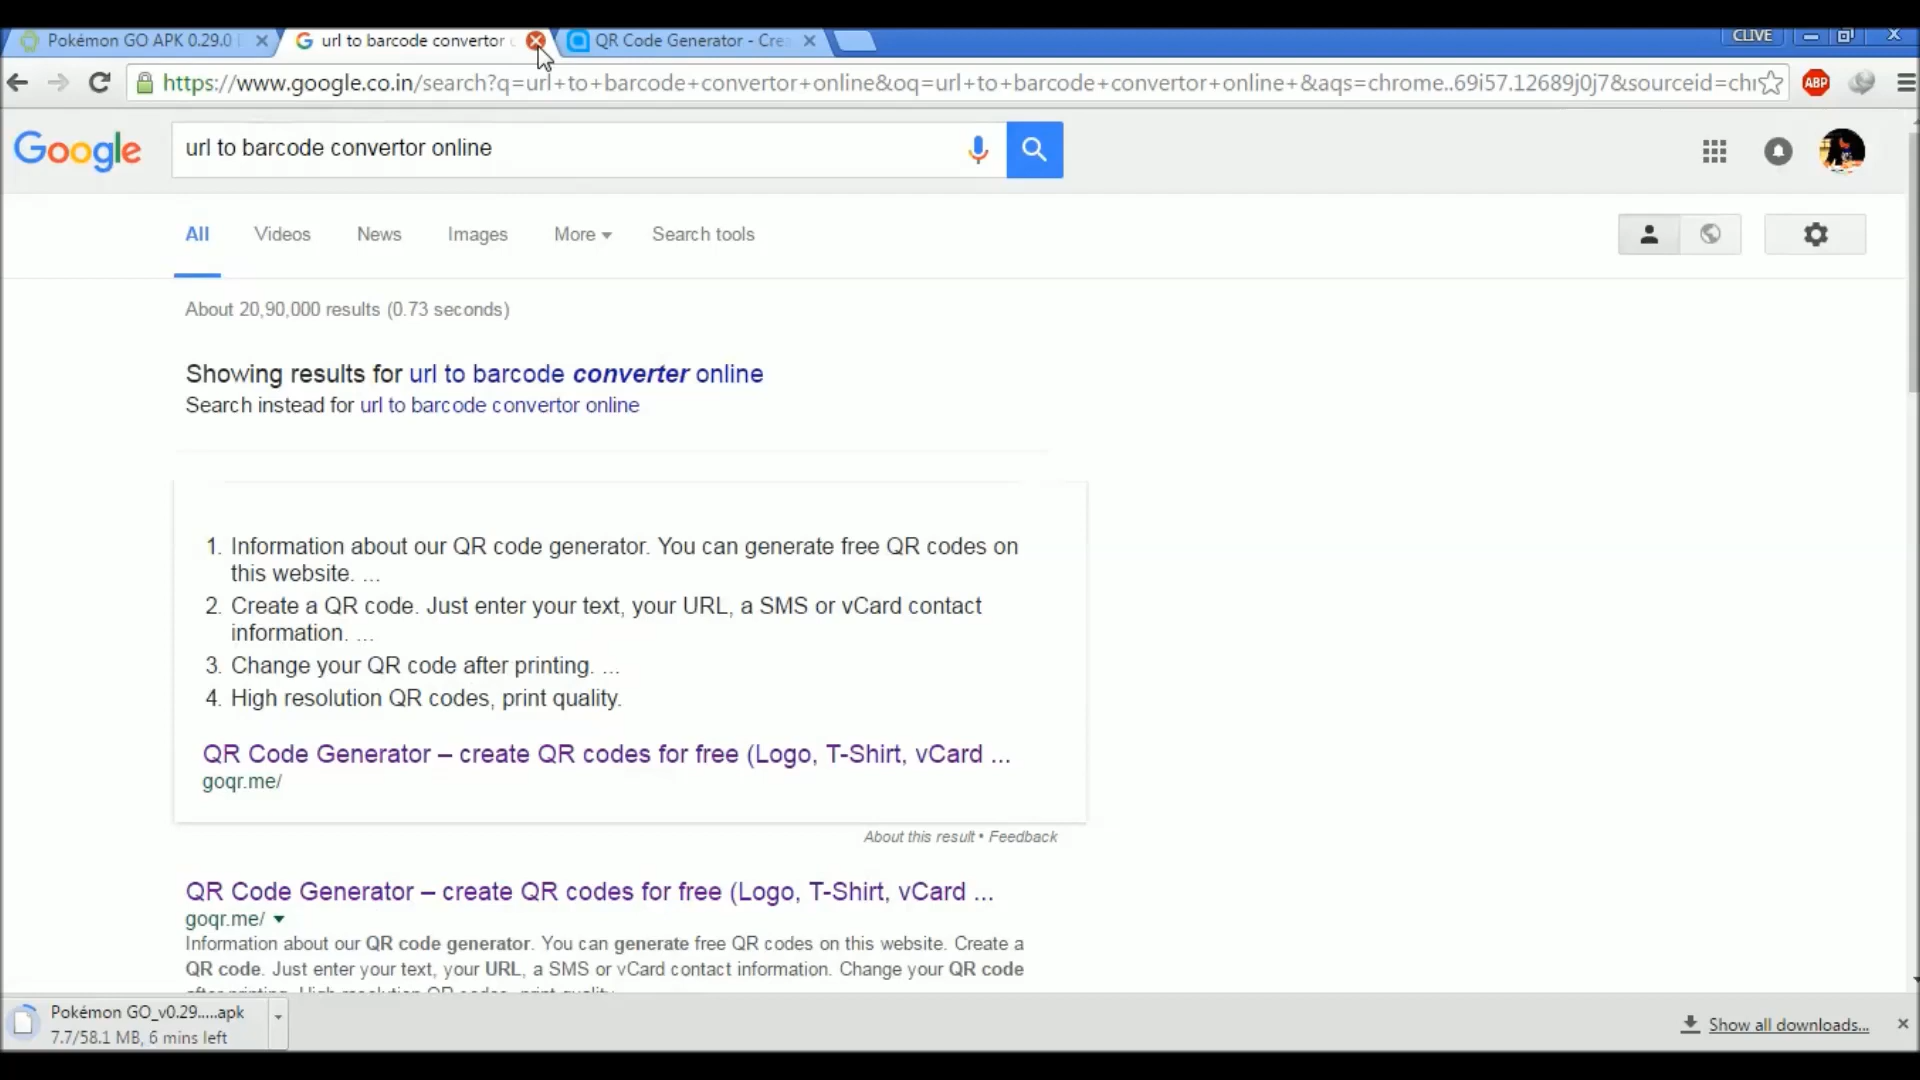 Pokémon GO APK 0.29.0
url to barcode convertor
QR Code Generator - Cre
CLIVE
https://www.google.co.in/search?q=url+to+barcode+convertor+online&oq=url+to+barcode+convertor+online+&aqs=chrome..69i57.12689j0j7&sourceid=chr
ABP
Google
url to barcode convertor online
All
Videos
News
Images
More
Search tools
About 20,90,000 results (0.73 seconds)
Showing results for url to barcode converter online
Search instead for url to barcode convertor online
1. Information about our QR code generator. You can generate free QR codes on
this website. ...
2. Create a QR code. Just enter your text, your URL, a SMS or vCard contact
information. ...
3. Change your QR code after printing. ...
4. High resolution QR codes, print quality.
QR Code Generator – create QR codes for free (Logo, T-Shirt, vCard ...
goqr.me/
About this result • Feedback
QR Code Generator – create QR codes for free (Logo, T-Shirt, vCard ...
goqr.me/
Information about our QR code generator. You can generate free QR codes on this website. Create a
QR code. Just enter your text, your URL, a SMS or vCard contact information. Change your QR code
after printing. High resolution QR codes, print quality.
Pokémon GO_v0.29.....apk
7.7/58.1 MB, 6 mins left
Show all downloads...